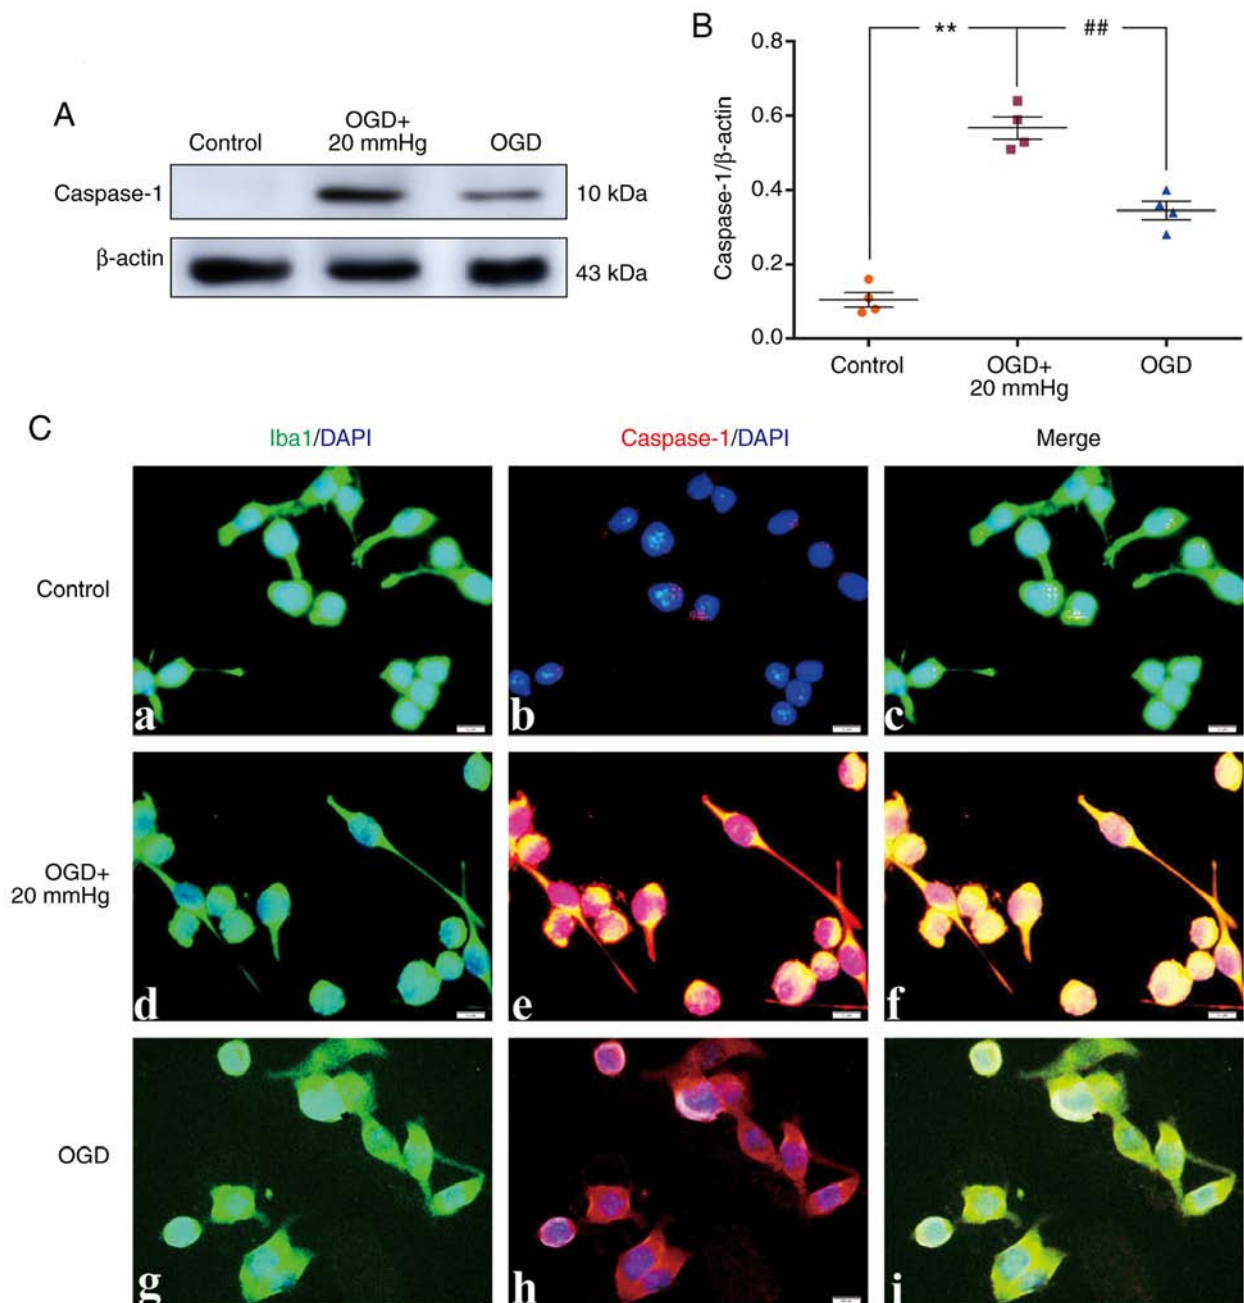 A
Control
OGD+
20 mmHg
OGD
Caspase-1
10 kDa
β-actin
43 kDa
B
**
##
Caspase-1/β-actin
0.8
0.6
0.4
0.2
0.0
Control
OGD+
20 mmHg
OGD
C
Iba1/DAPI
Caspase-1/DAPI
Merge
Control
a
b
c
OGD+
20 mmHg
d
e
f
OGD
g
h
i